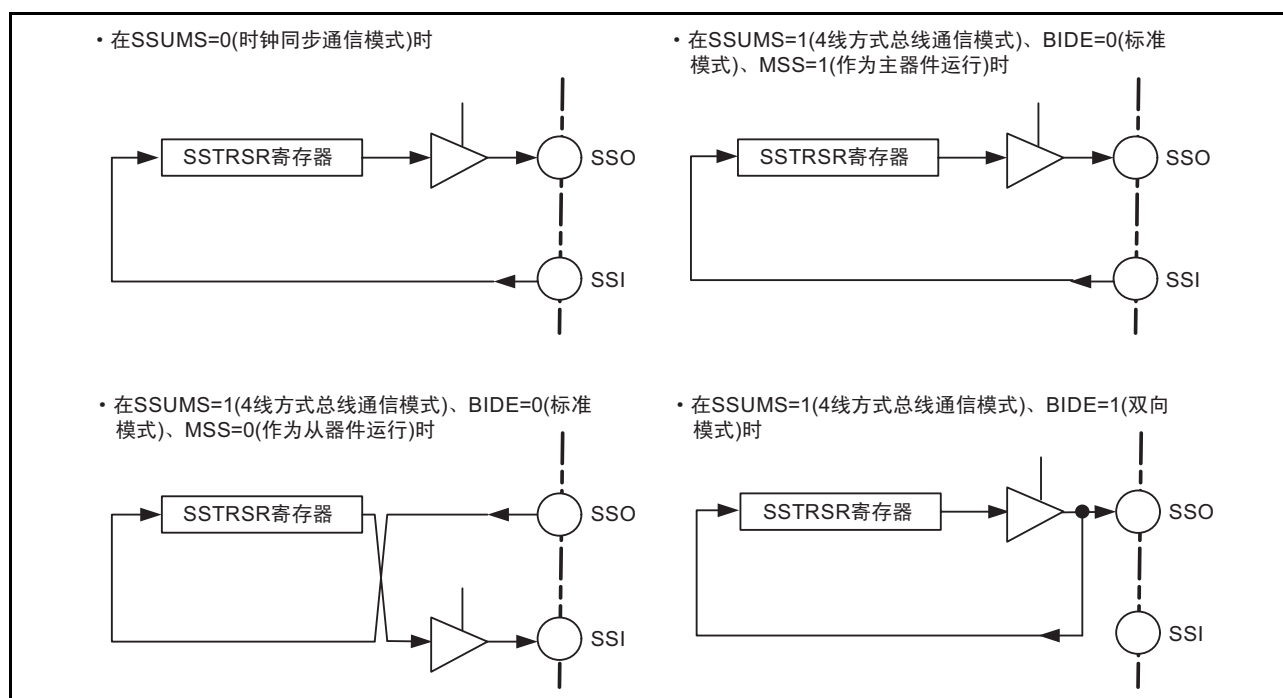 ・在SSUMS=0(时钟同步通信模式)时
SSTRSR寄存器
SSO
SSI
・在SSUMS=1(4线方式总线通信模式)、BIDE=0(标准
模式)、MSS=1(作为主器件运行)时
SSTRSR寄存器
SSO
SSI
・在SSUMS=1(4线方式总线通信模式)、BIDE=0(标准
模式)、MSS=0(作为从器件运行)时
SSTRSR寄存器
SSO
SSI
・在SSUMS=1(4线方式总线通信模式)、BIDE=1(双向
模式)时
SSTRSR寄存器
SSO
SSI